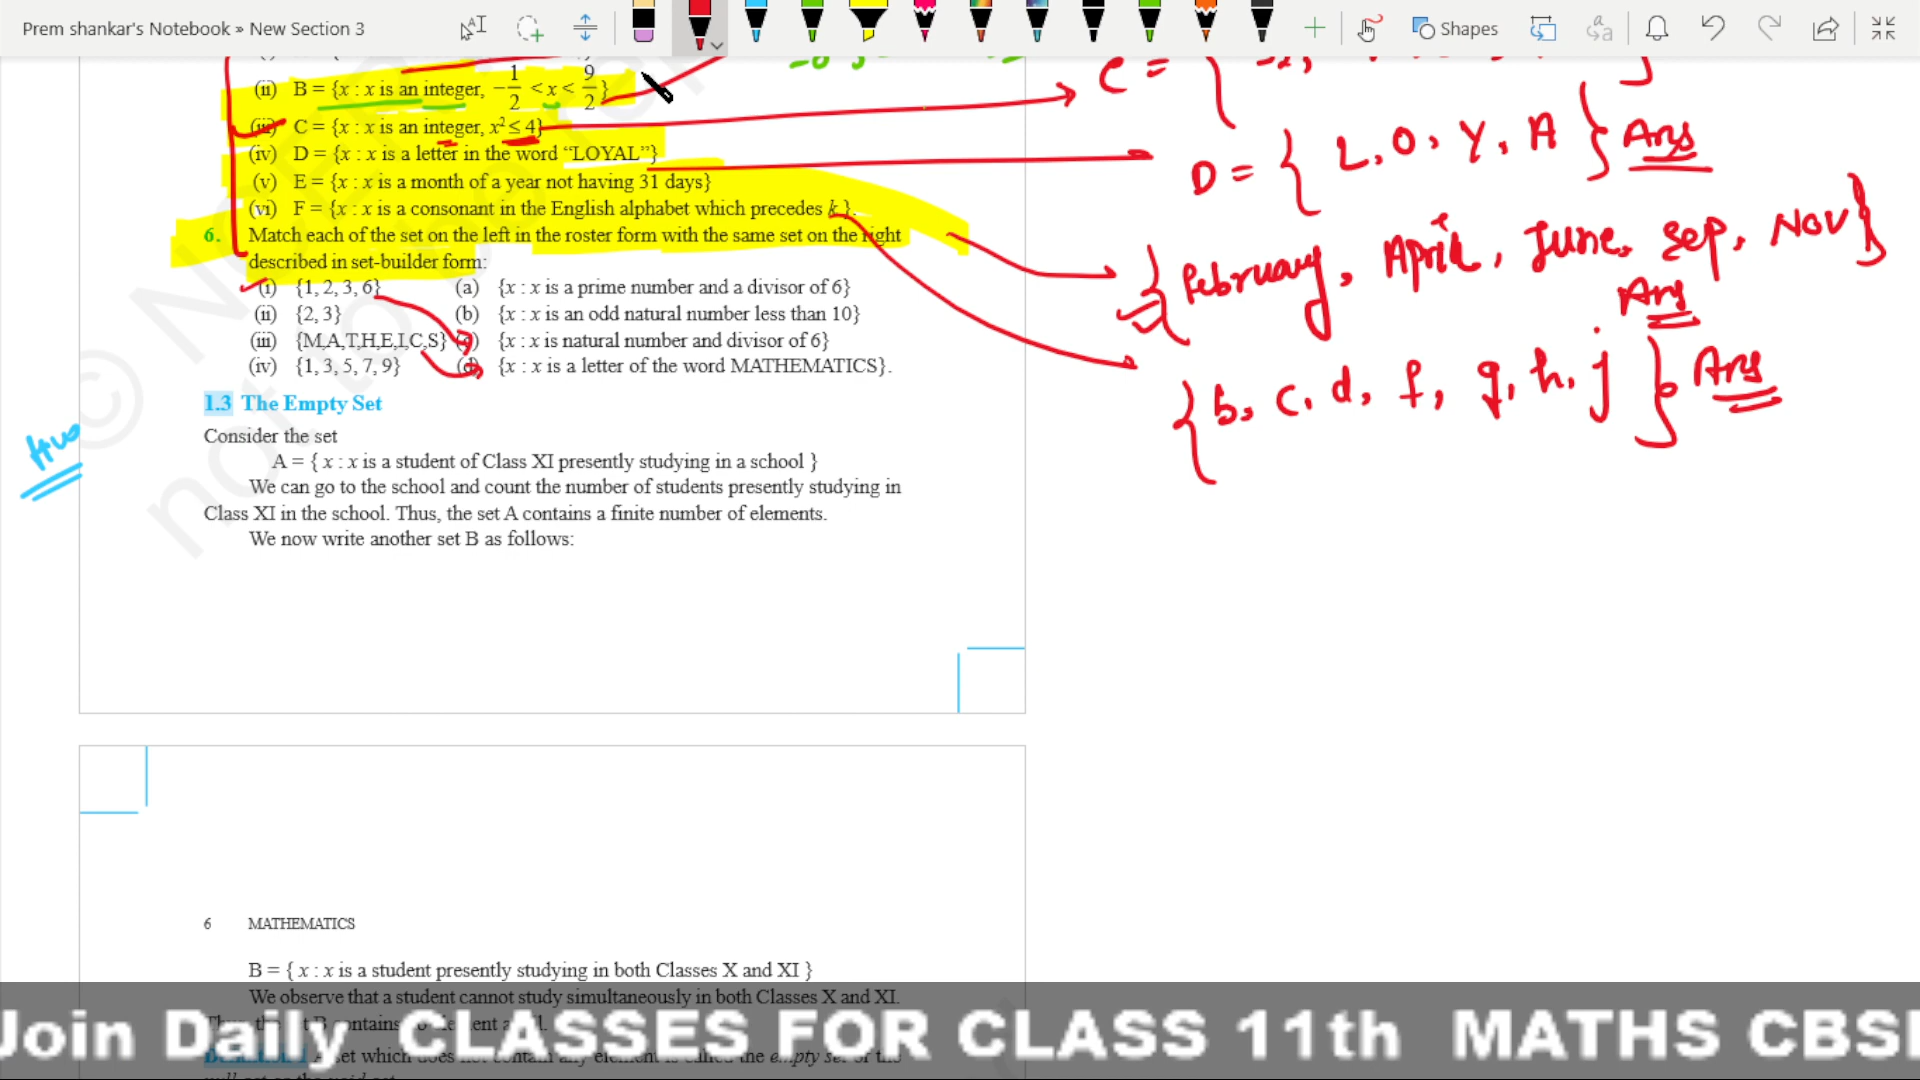 Prem shankar's Notebook » New Section 3
Shapes
(ii) B = {x : x is an integer, –1/2 < x < 9/2}
(iii) C = {x : x is an integer, x² ≤ 4}
(iv) D = {x : x is a letter in the word “LOYAL”}
(v) E = {x : x is a month of a year not having 31 days}
(vi) F = {x : x is a consonant in the English alphabet which precedes k }.
6. Match each of the set on the left in the roster form with the same set on the right
described in set-builder form:
(i) {1, 2, 3, 6} (a) {x : x is a prime number and a divisor of 6}
(ii) {2, 3} (b) {x : x is an odd natural number less than 10}
(iii) {M,A,T,H,E,I,C,S} (c) {x : x is natural number and divisor of 6}
(iv) {1, 3, 5, 7, 9} (d) {x : x is a letter of the word MATHEMATICS}.
1.3 The Empty Set
Consider the set
A = { x : x is a student of Class XI presently studying in a school }
We can go to the school and count the number of students presently studying in
Class XI in the school. Thus, the set A contains a finite number of elements.
We now write another set B as follows:
C = {
D = { L, O, Y, A } Ans
{ February, April, June, Sep, Nov }
Ans
{ b, c, d, f, g, h, j } Ans
6 MATHEMATICS
B = { x : x is a student presently studying in both Classes X and XI }
We observe that a student cannot study simultaneously in both Classes X and XI.
Join Daily CLASSES FOR CLASS 11th MATHS CBS